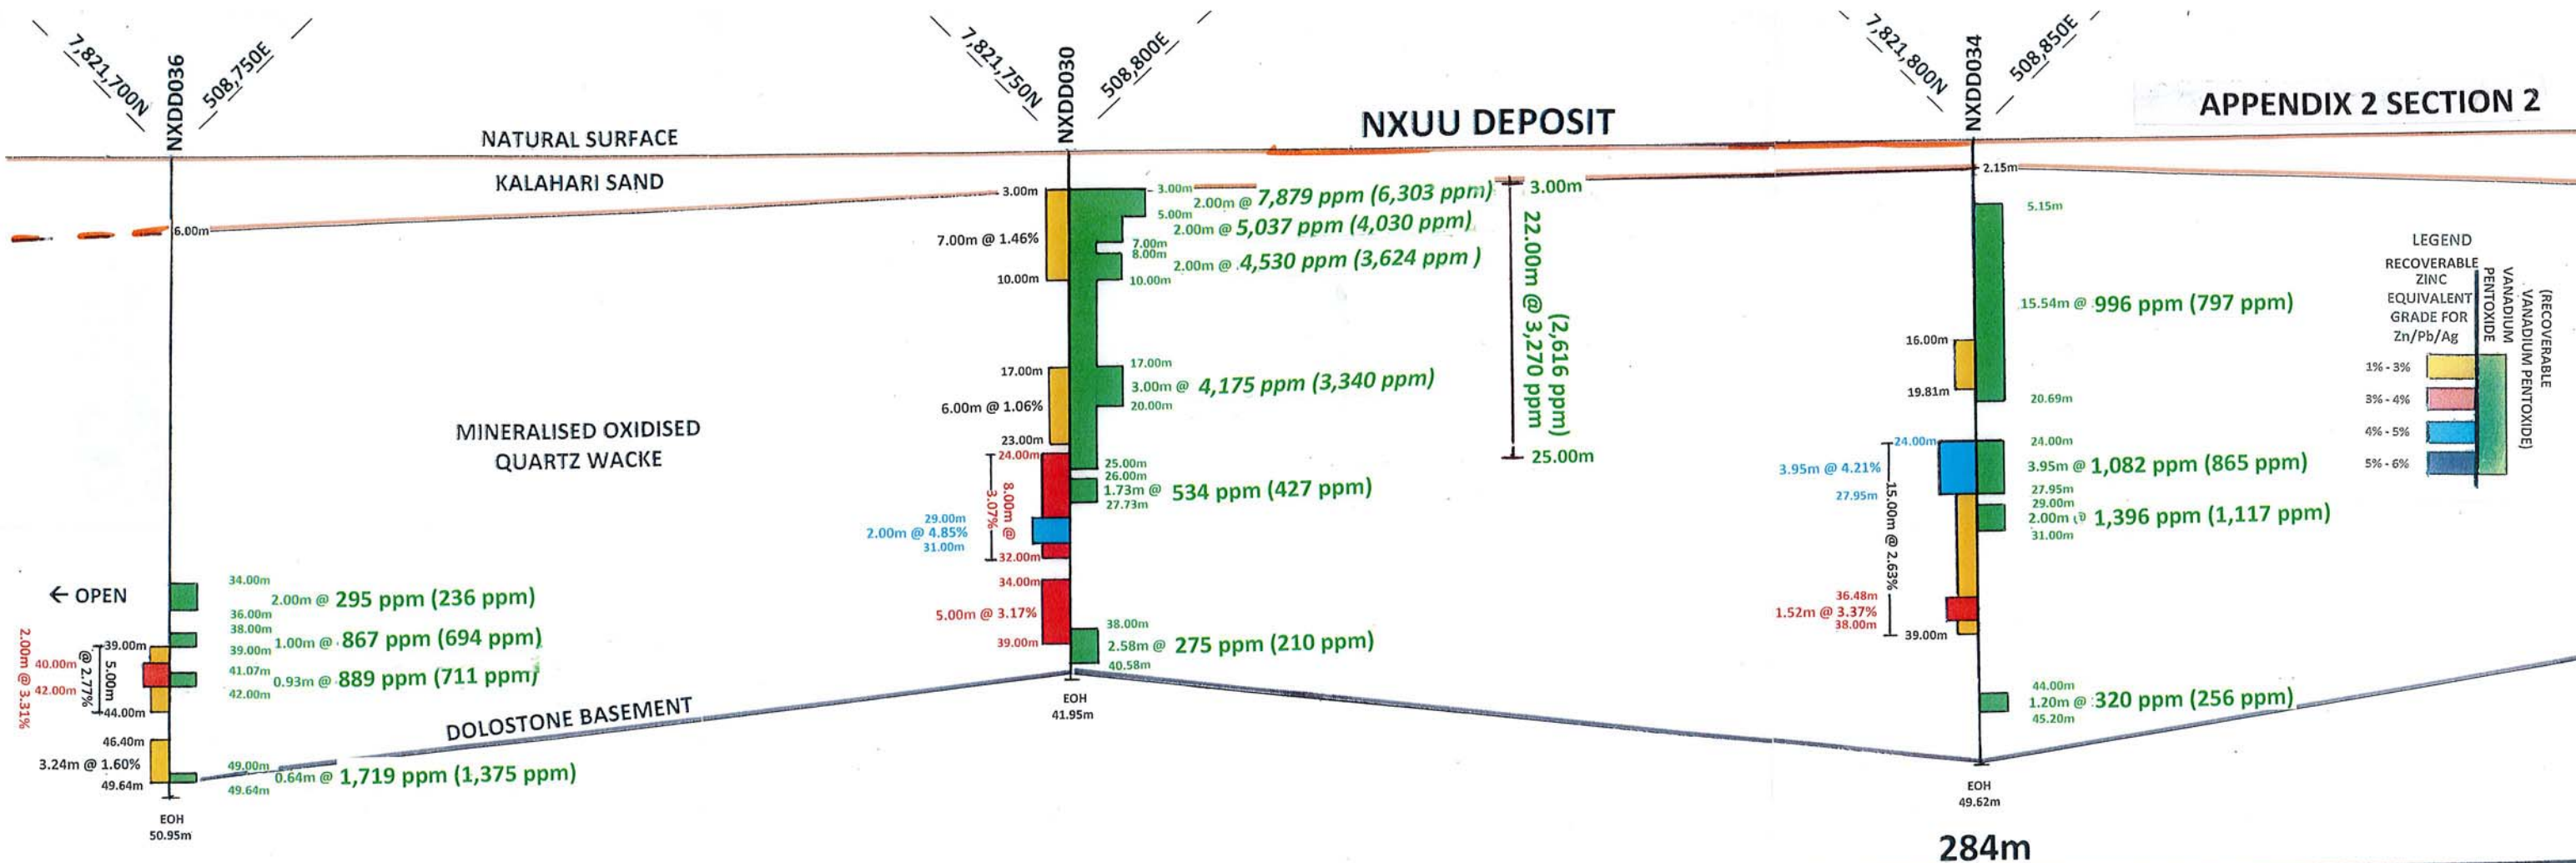 7,821,700N
NXDD036
508,750E
7,821,750N
NXDD030
508,800E
7,821,800N
NXDD034
508,850E
NXUU DEPOSIT
APPENDIX 2 SECTION 2
NATURAL SURFACE
KALAHARI SAND
MINERALISED OXIDISED
QUARTZ WACKE
DOLOSTONE BASEMENT
6.00m
← OPEN
34.00m
2.00m @ 295 ppm (236 ppm)
36.00m
38.00m
1.00m @ 867 ppm (694 ppm)
39.00m
41.07m
0.93m @ 889 ppm (711 ppm)
42.00m
49.00m
0.64m @ 1,719 ppm (1,375 ppm)
49.64m
2.00m @ 3.31%
40.00m
42.00m
39.00m
5.00m
@ 2.77%
44.00m
46.40m
3.24m @ 1.60%
49.64m
EOH
50.95m
3.00m
7.00m @ 1.46%
10.00m
17.00m
6.00m @ 1.06%
23.00m
24.00m
8.00m @
3.07%
29.00m
2.00m @ 4.85%
31.00m
32.00m
34.00m
5.00m @ 3.17%
39.00m
3.00m
2.00m @ 7,879 ppm (6,303 ppm)
5.00m
2.00m @ 5,037 ppm (4,030 ppm)
7.00m
8.00m
2.00m @ 4,530 ppm (3,624 ppm )
10.00m
17.00m
3.00m @ 4,175 ppm (3,340 ppm)
20.00m
25.00m
26.00m
1.73m @ 534 ppm (427 ppm)
27.73m
38.00m
2.58m @ 275 ppm (210 ppm)
40.58m
EOH
41.95m
3.00m
22.00m @ 3,270 ppm
(2,616 ppm)
25.00m
2.15m
5.15m
15.54m @ 996 ppm (797 ppm)
20.69m
16.00m
19.81m
24.00m
3.95m @ 4.21%
27.95m
15.00m @ 2.63%
36.48m
1.52m @ 3.37%
38.00m
39.00m
24.00m
3.95m @ 1,082 ppm (865 ppm)
27.95m
29.00m
2.00m @ 1,396 ppm (1,117 ppm)
31.00m
44.00m
1.20m @ 320 ppm (256 ppm)
45.20m
EOH
49.62m
284m
LEGEND
RECOVERABLE
ZINC
EQUIVALENT
GRADE FOR
Zn/Pb/Ag
VANADIUM
PENTOXIDE
(RECOVERABLE
VANADIUM PENTOXIDE)
1% - 3%
3% - 4%
4% - 5%
5% - 6%